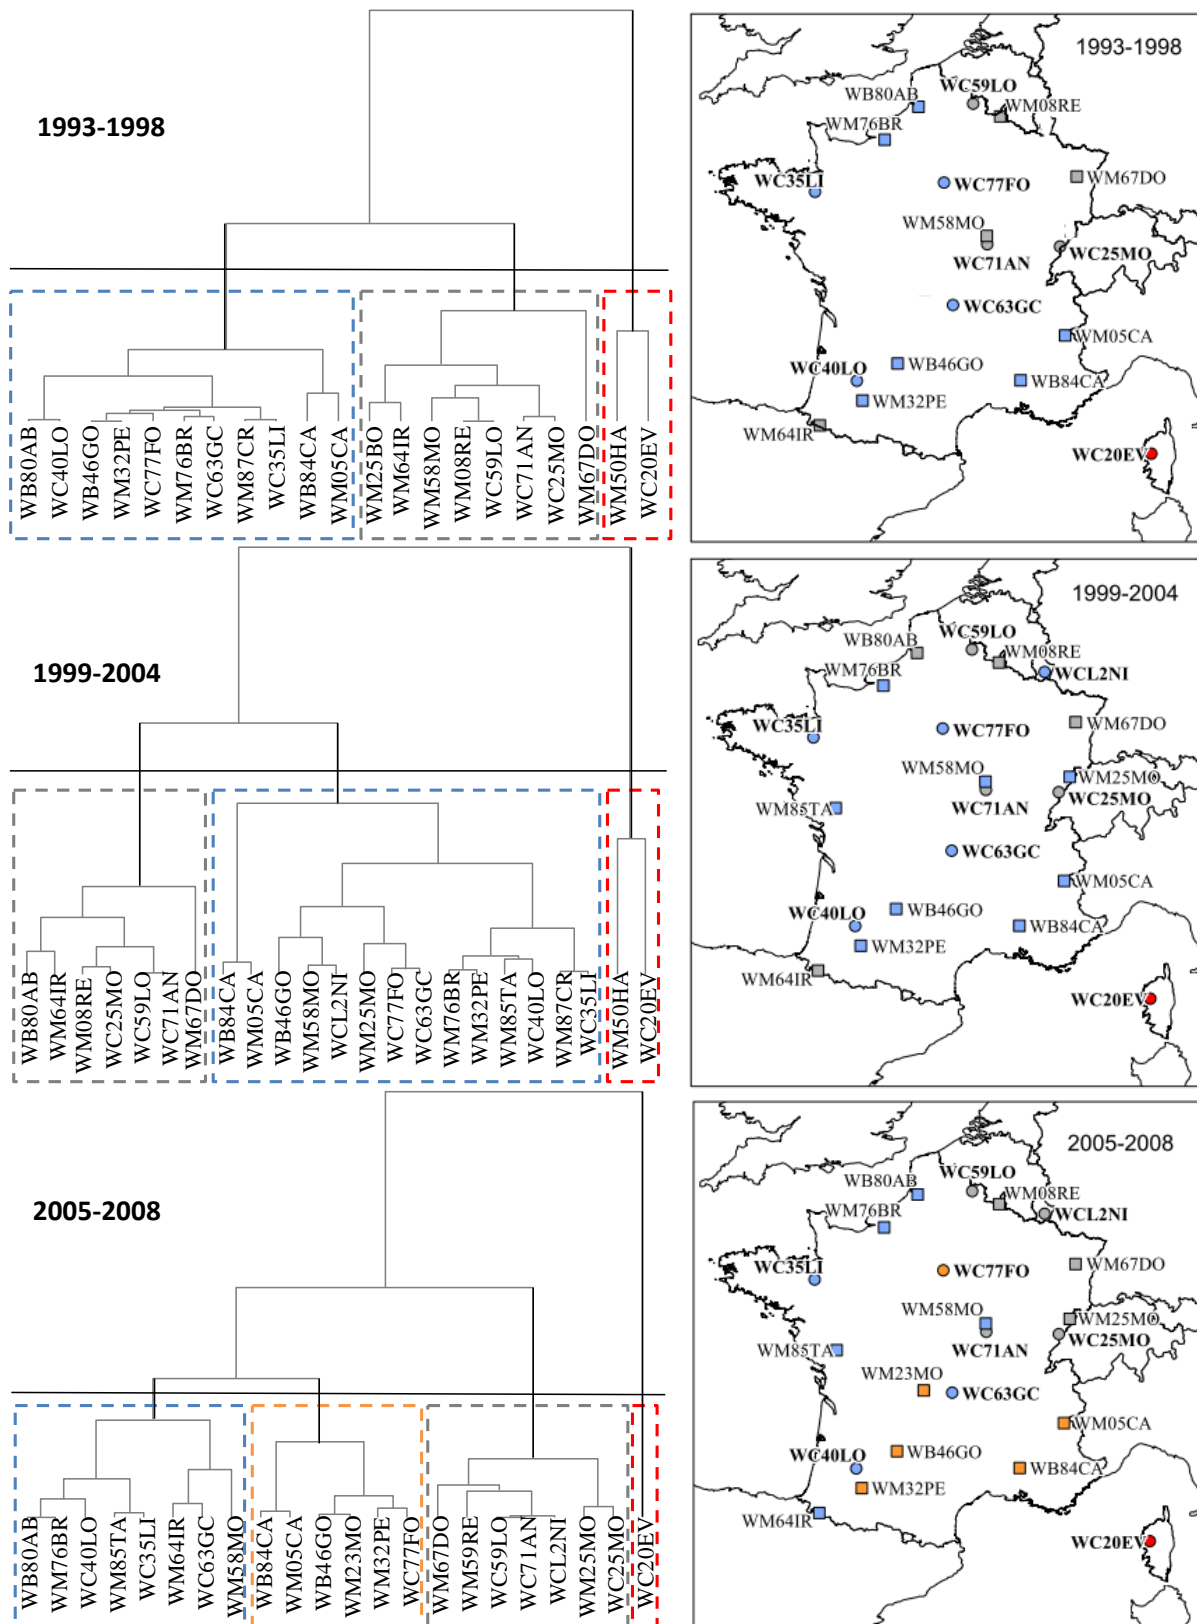 1993-1998
WB80AB
WC40LO
WB46GO
WM32PE
WC77FO
WM76BR
WC63GC
WM87CR
WC35LI
WB84CA
WM05CA
WM25BO
WM64IR
WM58MO
WM08RE
WC59LO
WC71AN
WC25MO
WM67DO
WM50HA
WC20EV
1993-1998
WC59LO
WB80AB
WM08RE
WM76BR
WC35LI
WC77FO
WM67DO
WM58MO
WC71AN
WC25MO
WC63GC
WM05CA
WC40LO
WB46GO
WB84CA
WM32PE
WM64IR
WC20EV
1999-2004
WB80AB
WM64IR
WM08RE
WC25MO
WC59LO
WC71AN
WM67DO
WB84CA
WM05CA
WB46GO
WM58MO
WCL2NI
WM25MO
WC77FO
WC63GC
WM76BR
WM32PE
WM85TA
WC40LO
WM87CR
WC35LI
WM50HA
WC20EV
1999-2004
WC59LO
WB80AB
WM08RE
WCL2NI
WM76BR
WC35LI
WC77FO
WM67DO
WM58MO
WM25MO
WC71AN
WC25MO
WM85TA
WC63GC
WM05CA
WC40LO
WB46GO
WB84CA
WM32PE
WM64IR
WC20EV
2005-2008
WB80AB
WM76BR
WC40LO
WM85TA
WC35LI
WM64IR
WC63GC
WM58MO
WB84CA
WM05CA
WB46GO
WM23MO
WM32PE
WC77FO
WM67DO
WM59RE
WC59LO
WC71AN
WCL2NI
WM25MO
WC25MO
WC20EV
2005-2008
WC59LO
WB80AB
WM08RE
WM76BR
WCL2NI
WC35LI
WC77FO
WM67DO
WM58MO
WM25MO
WC71AN
WC25MO
WM85TA
WM23MO
WC63GC
WM05CA
WC40LO
WB46GO
WB84CA
WM32PE
WM64IR
WC20EV